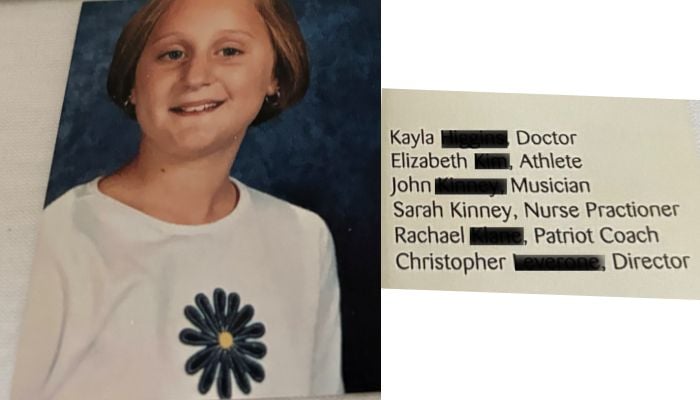 Kayla , Doctor
Elizabeth , Athlete
John , Musician
Sarah Kinney, Nurse Practioner
Rachael , Patriot Coach
Christopher , Director